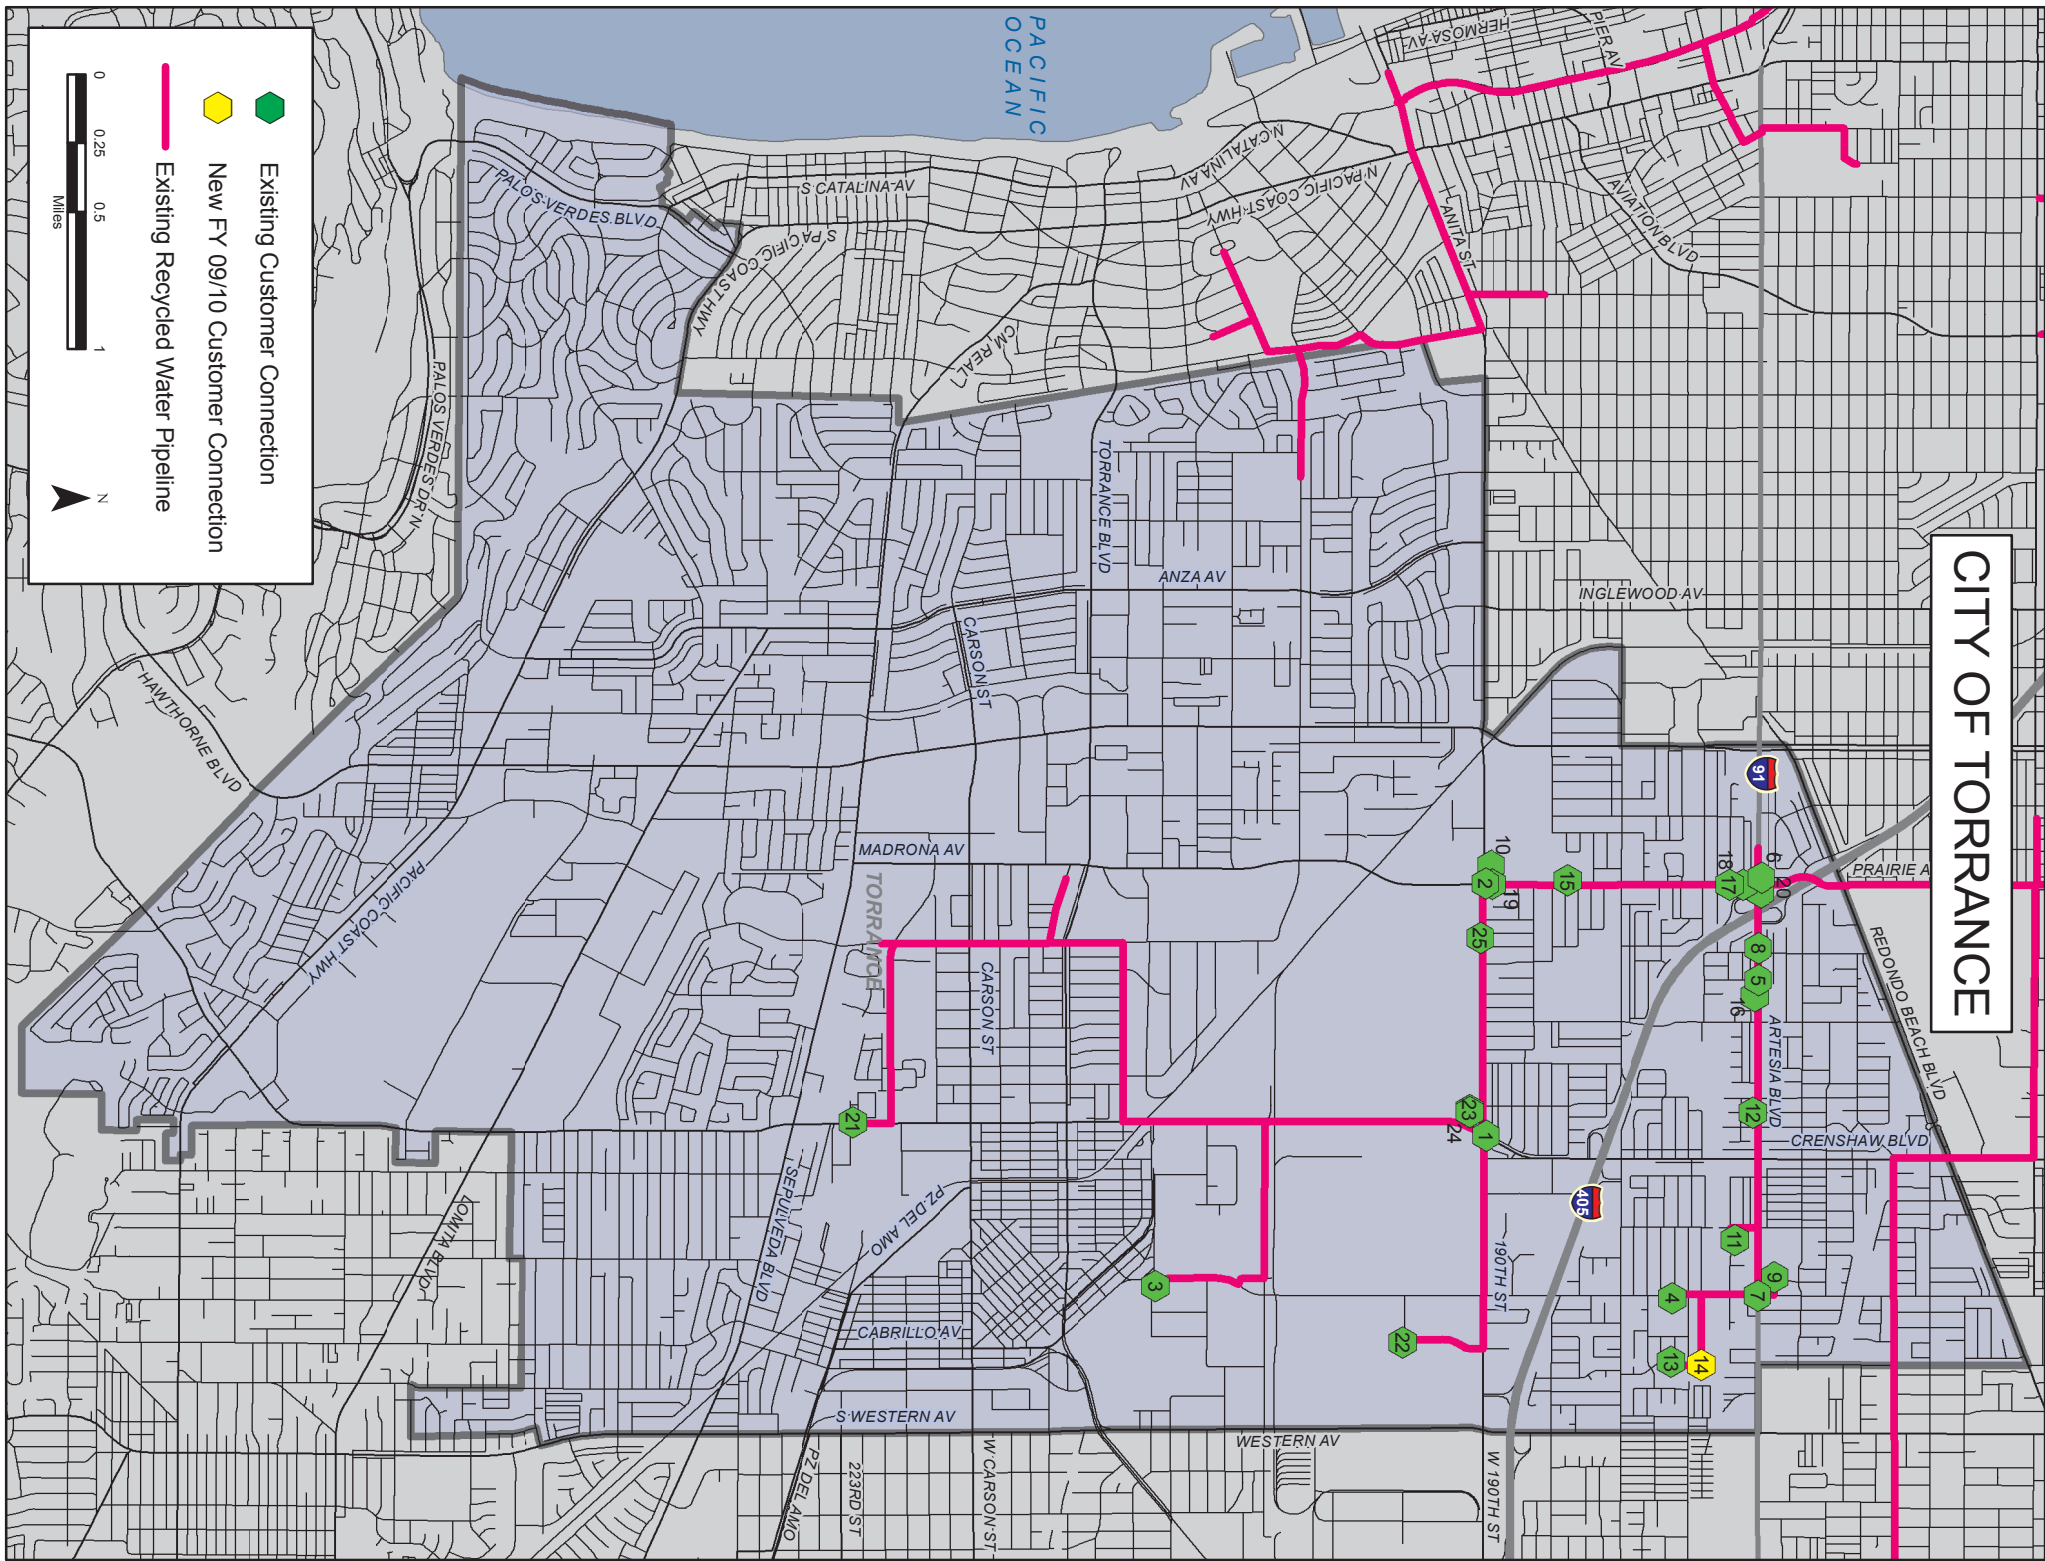 CITY OF TORRANCE
PACIFIC
OCEAN
HERMOSA AV
PIER AV
N CATALINA AV
N PACIFIC COAST HWY
ANITA ST
AVIATION BLVD
S CATALINA AV
PALOS VERDES BLVD
S PACIFIC COAST HWY
CM REAL
PALOS VERDES DR N
TORRANCE BLVD
ANZA AV
INGLEWOOD AV
CARSON ST
HAWTHORNE BLVD
91
PRAIRIE A
REDONDO BEACH BLVD
MADRONA AV
TORRANCE
PACIFIC COAST HWY
CARSON ST
ARTESIA BLVD
CRENSHAW BLVD
405
190TH ST
SEPULVEDA BLVD
PZ DEL AMO
LOMITA BLVD
CABRILLO AV
S WESTERN AV
WESTERN AV
W 190TH ST
W CARSON ST
223RD ST
PZ DEL AMO
6
20
18
17
15
10
2
19
25
8
5
16
12
23
24
1
21
11
9
7
4
3
22
13
14
Existing Customer Connection
New FY 09/10 Customer Connection
Existing Recycled Water Pipeline
0 0.25 0.5 1
Miles
N